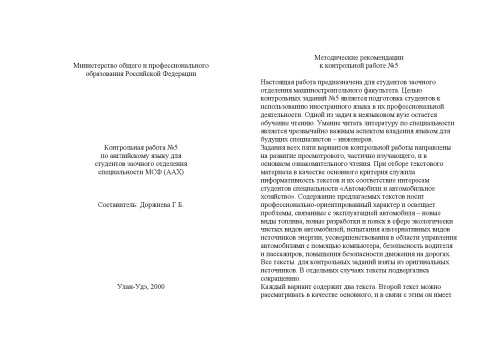 Министерство общего и профессионального
образования Российской Федерации
Контрольная работа №5
по английскому языку для
студентов заочного отделения
специальности МСФ (ААХ)
Составитель: Доржиева Г.Б.
Улан-Удэ, 2000
Методические рекомендации
к контрольной работе №5
Настоящая работа предназначена для студентов заочного
отделения машиностроительного факультета. Целью
контрольных заданий №5 является подготовка студентов к
использованию иностранного языка в их профессиональной
деятельности. Одной из задач в неязыковом вузе остается
обучение чтению. Умение читать литературу по специальности
является чрезвычайно важным аспектом владения языком для
будущих специалистов – инженеров.
Задания всех пяти вариантов контрольной работы направлены
на развитие просмотрового, частично изучающего, и в
основном ознакомительного чтения. При отборе текстового
материала в качестве основного критерия служила
информативность текстов и их соответствие интересам
студентов специальности «Автомобили и автомобильное
хозяйство». Содержание предлагаемых текстов носит
профессионально-ориентированный характер и освещает
проблемы, связанные с эксплуатацией автомобиля – новые
виды топлива, новые разработки и поиск в сфере экологически
чистых видов автомобилей, испытания альтернативных видов
источников энергии, усовершенствования в области управления
автомобилями с помощью компьютера, безопасность водителя
и пассажиров, повышения безопасности движения на дорогах.
Все тексты для контрольных заданий взяты из оригинальных
источников. В отдельных случаях тексты подвергались
сокращению.
Каждый вариант содержит два текста. Второй текст можно
рассматривать в качестве основного, и в связи с этим он имеет